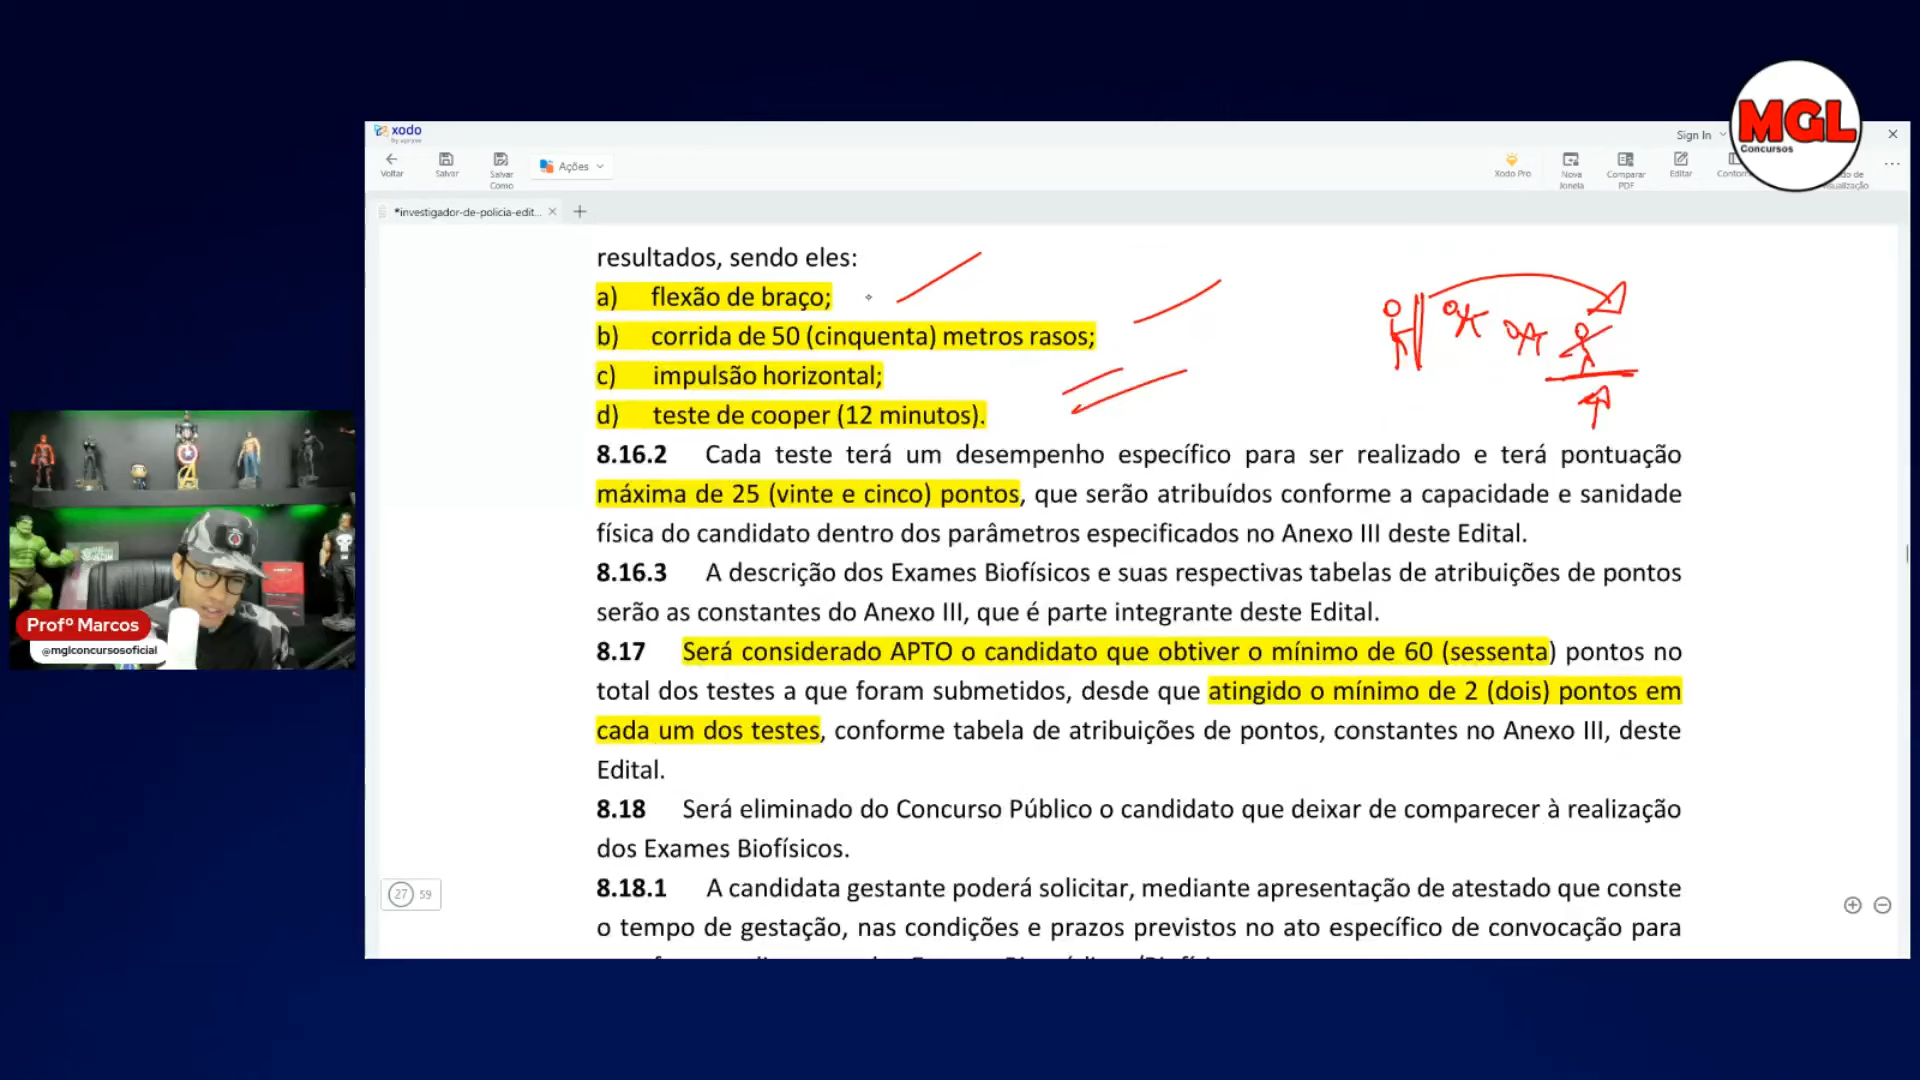 MGL
Concursos
xodo
Sign In
Voltar
Salvar
Salvar
Como
Ações
Xodo Pro
Nova
Janela
Comparar
PDF
Editar
*investigador-de-policia-edit...
resultados, sendo eles:
a) flexão de braço;
b) corrida de 50 (cinquenta) metros rasos;
c) impulsão horizontal;
d) teste de cooper (12 minutos).
8.16.2 Cada teste terá um desempenho específico para ser realizado e terá pontuação
máxima de 25 (vinte e cinco) pontos, que serão atribuídos conforme a capacidade e sanidade
física do candidato dentro dos parâmetros especificados no Anexo III deste Edital.
8.16.3 A descrição dos Exames Biofísicos e suas respectivas tabelas de atribuições de pontos
serão as constantes do Anexo III, que é parte integrante deste Edital.
8.17 Será considerado APTO o candidato que obtiver o mínimo de 60 (sessenta) pontos no
total dos testes a que foram submetidos, desde que atingido o mínimo de 2 (dois) pontos em
cada um dos testes, conforme tabela de atribuições de pontos, constantes no Anexo III, deste
Edital.
8.18 Será eliminado do Concurso Público o candidato que deixar de comparecer à realização
dos Exames Biofísicos.
8.18.1 A candidata gestante poderá solicitar, mediante apresentação de atestado que conste
o tempo de gestação, nas condições e prazos previstos no ato específico de convocação para
27 59
Profº Marcos
@mglconcursosoficial